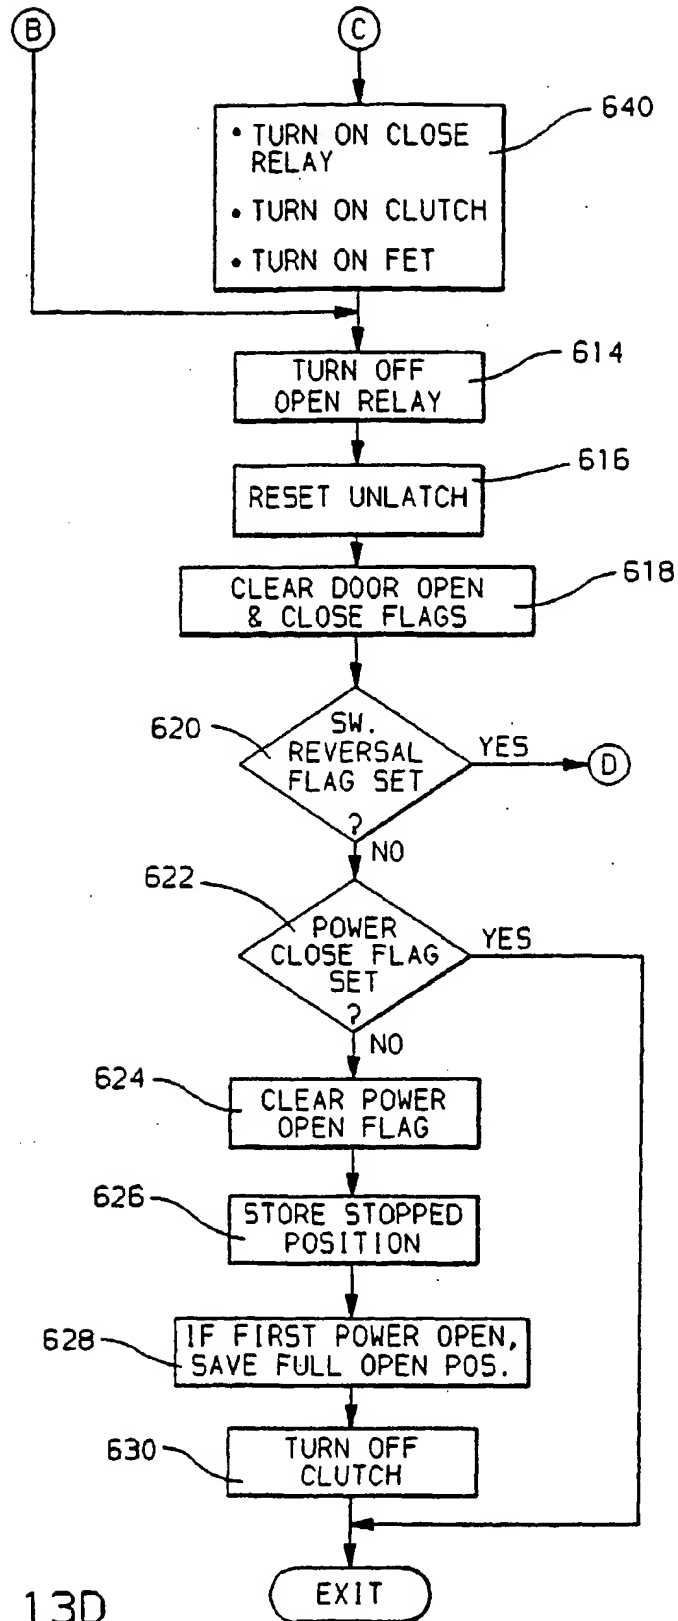 B
C
640
• TURN ON CLOSE
RELAY
• TURN ON CLUTCH
• TURN ON FET
614
TURN OFF
OPEN RELAY
616
RESET UNLATCH
618
CLEAR DOOR OPEN
& CLOSE FLAGS
620
SW.
REVERSAL
FLAG SET
?
YES
D
NO
622
POWER
CLOSE FLAG
SET
?
YES
NO
624
CLEAR POWER
OPEN FLAG
626
STORE STOPPED
POSITION
628
IF FIRST POWER OPEN,
SAVE FULL OPEN POS.
630
TURN OFF
CLUTCH
EXIT
13D